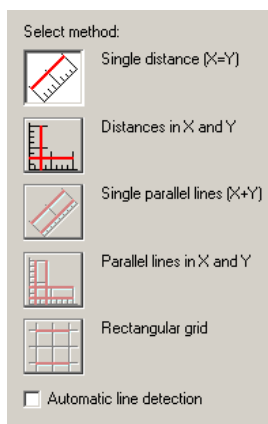 Select method:
Single distance (X=Y)
Distances in X and Y
Single parallel lines (X+Y)
Parallel lines in X and Y
Rectangular grid
Automatic line detection